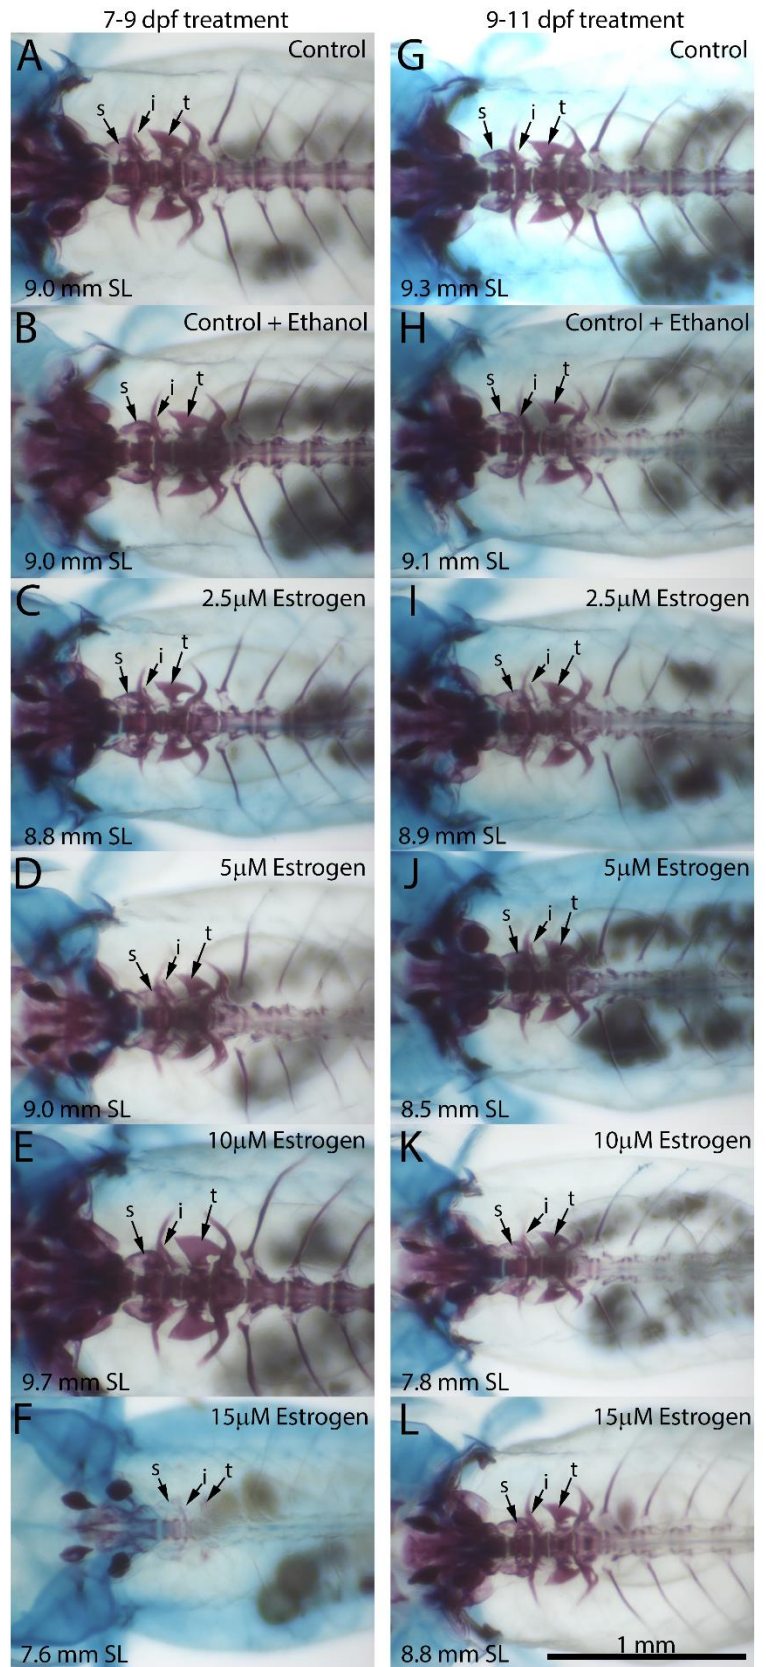 7-9 dpf treatment
A
Control
s
i
t
9.0 mm SL
B
Control + Ethanol
s
i
t
9.0 mm SL
C
2.5μM Estrogen
s
i
t
8.8 mm SL
D
5μM Estrogen
s
i
t
9.0 mm SL
E
10μM Estrogen
s
i
t
9.7 mm SL
F
15μM Estrogen
s
i
t
7.6 mm SL
9-11 dpf treatment
G
Control
s
i
t
9.3 mm SL
H
Control + Ethanol
s
i
t
9.1 mm SL
I
2.5μM Estrogen
s
i
t
8.9 mm SL
J
5μM Estrogen
s
i
t
8.5 mm SL
K
10μM Estrogen
s
i
t
7.8 mm SL
L
15μM Estrogen
s
i
t
8.8 mm SL
1 mm